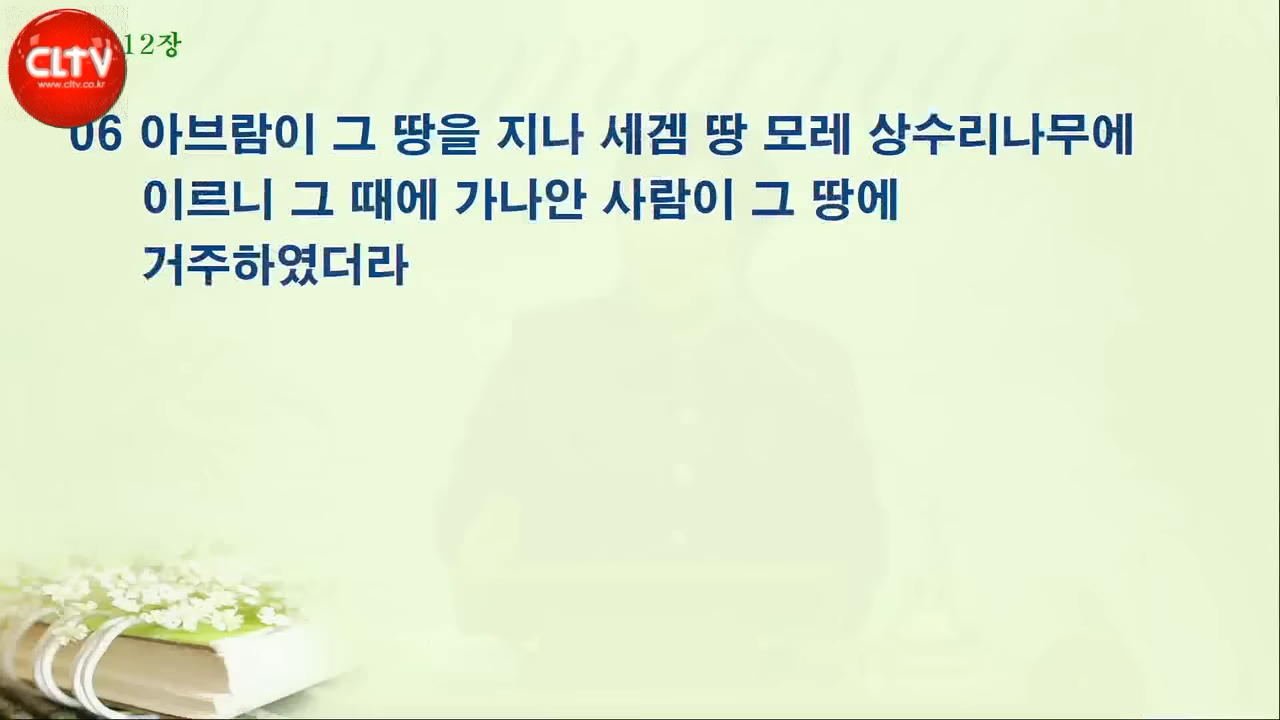 CLTV
www.cltv.co.kr
12장
06 아브람이 그 땅을 지나 세겜 땅 모레 상수리나무에
이르니 그 때에 가나안 사람이 그 땅에
거주하였더라